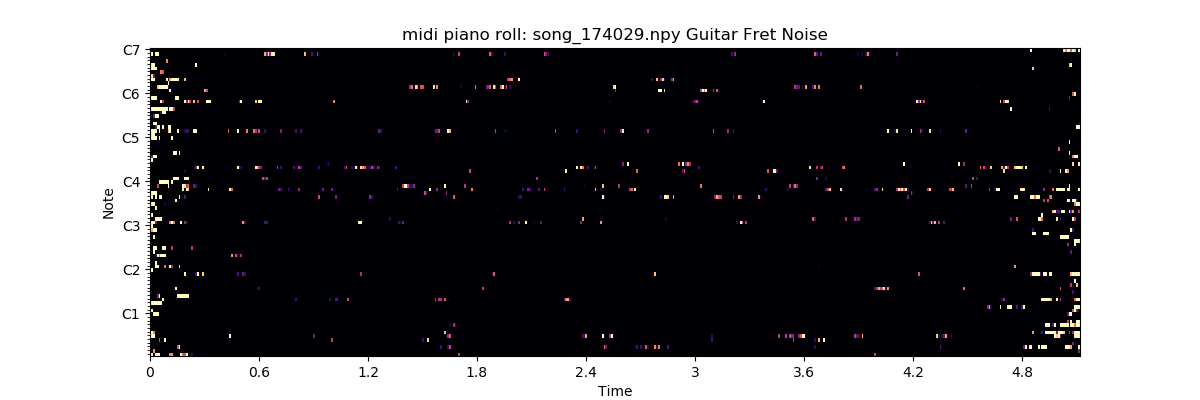 midi piano roll: song_174029.npy Guitar Fret Noise
C7
C6
C5
C4
C3
C2
C1
Note
0 0.6 1.2 1.8 2.4 3 3.6 4.2 4.8
Time